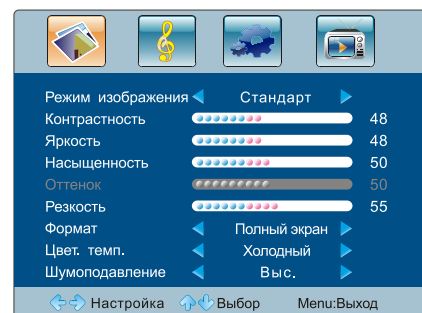 Режим изображения Стандарт
Контрастность 48
Яркость 48
Насыщенность 50
Оттенок 50
Резкость 55
Формат Полный экран
Цвет. темп. Холодный
Шумоподавление Выс.
Настройка Выбор Menu:Выход